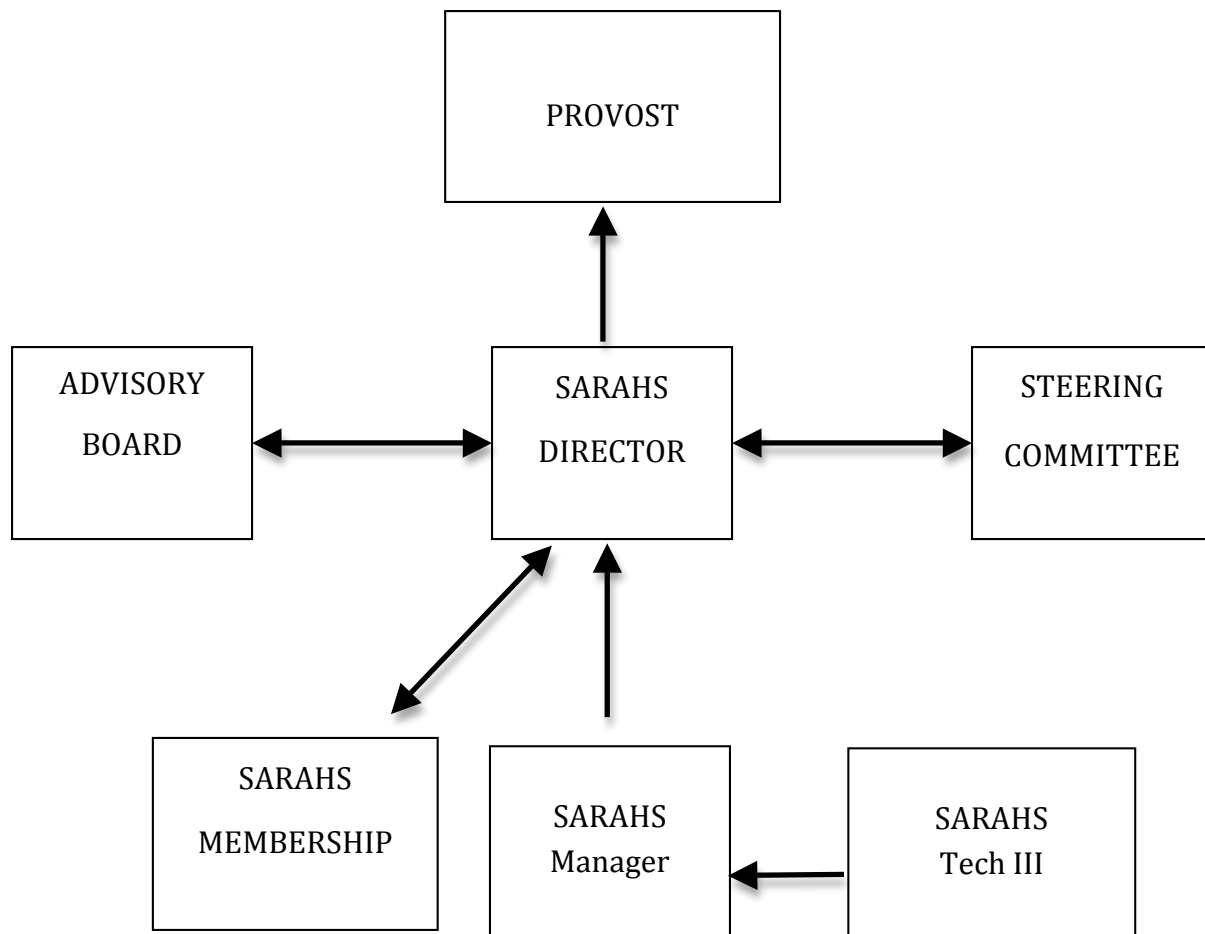 PROVOST
ADVISORY
BOARD
SARAHS
DIRECTOR
STEERING
COMMITTEE
SARAHS
MEMBERSHIP
SARAHS
Manager
SARAHS
Tech III